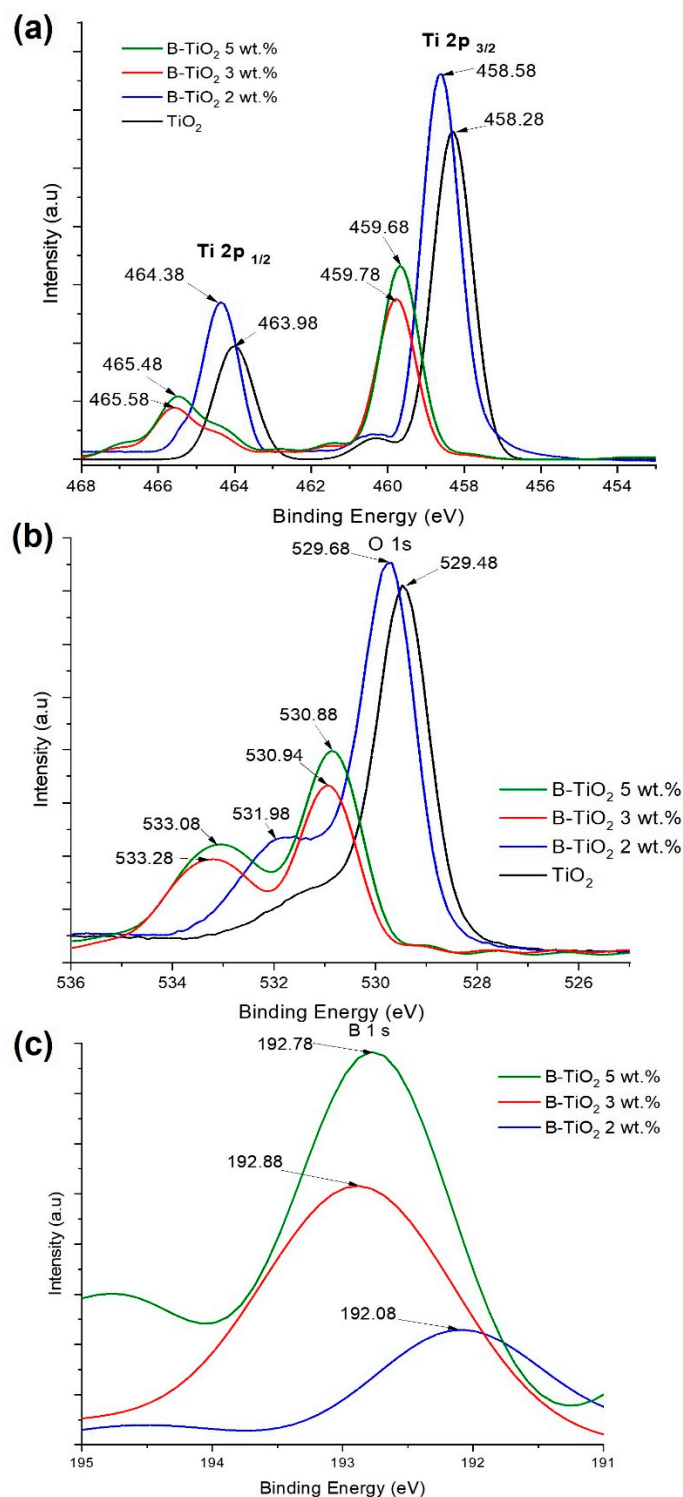 (a)
B-TiO₂ 5 wt.%
B-TiO₂ 3 wt.%
B-TiO₂ 2 wt.%
TiO₂
Ti 2p 3/2
458.58
458.28
459.68
459.78
Ti 2p 1/2
464.38
463.98
465.48
465.58
Intensity (a.u)
468 466 464 462 460 458 456 454
Binding Energy (eV)
(b)
O 1s
529.68
529.48
530.88
530.94
531.98
533.08
533.28
B-TiO₂ 5 wt.%
B-TiO₂ 3 wt.%
B-TiO₂ 2 wt.%
TiO₂
Intensity (a.u)
536 534 532 530 528 526
Binding Energy (eV)
(c)
B 1 s
192.78
192.88
192.08
B-TiO₂ 5 wt.%
B-TiO₂ 3 wt.%
B-TiO₂ 2 wt.%
Intensity (a.u)
195 194 193 192 191
Binding Energy (eV)